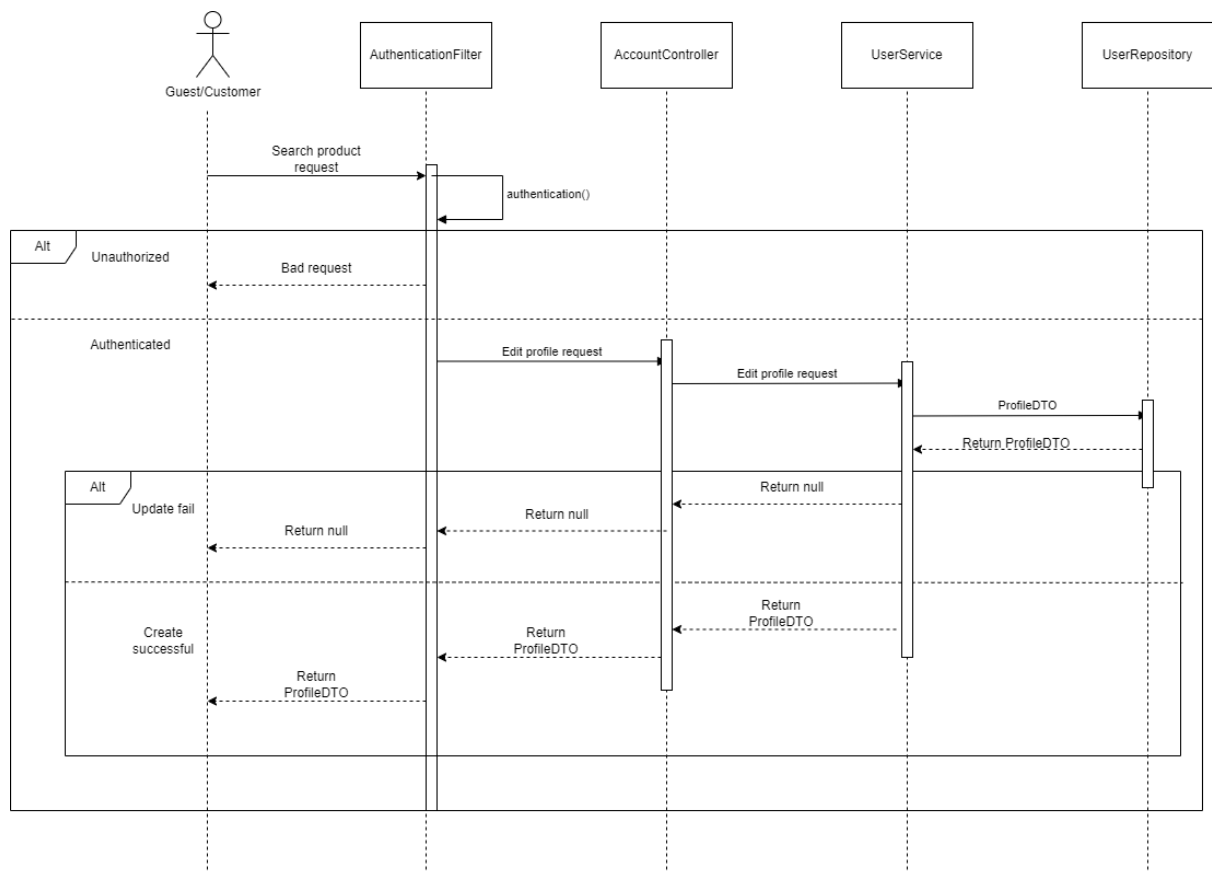 Guest/Customer
AuthenticationFilter
AccountController
UserService
UserRepository
Search product
request
authentication()
Alt
Unauthorized
Bad request
Authenticated
Edit profile request
Edit profile request
ProfileDTO
Return ProfileDTO
Alt
Update fail
Return null
Return null
Return null
Create
successful
Return
ProfileDTO
Return
ProfileDTO
Return
ProfileDTO